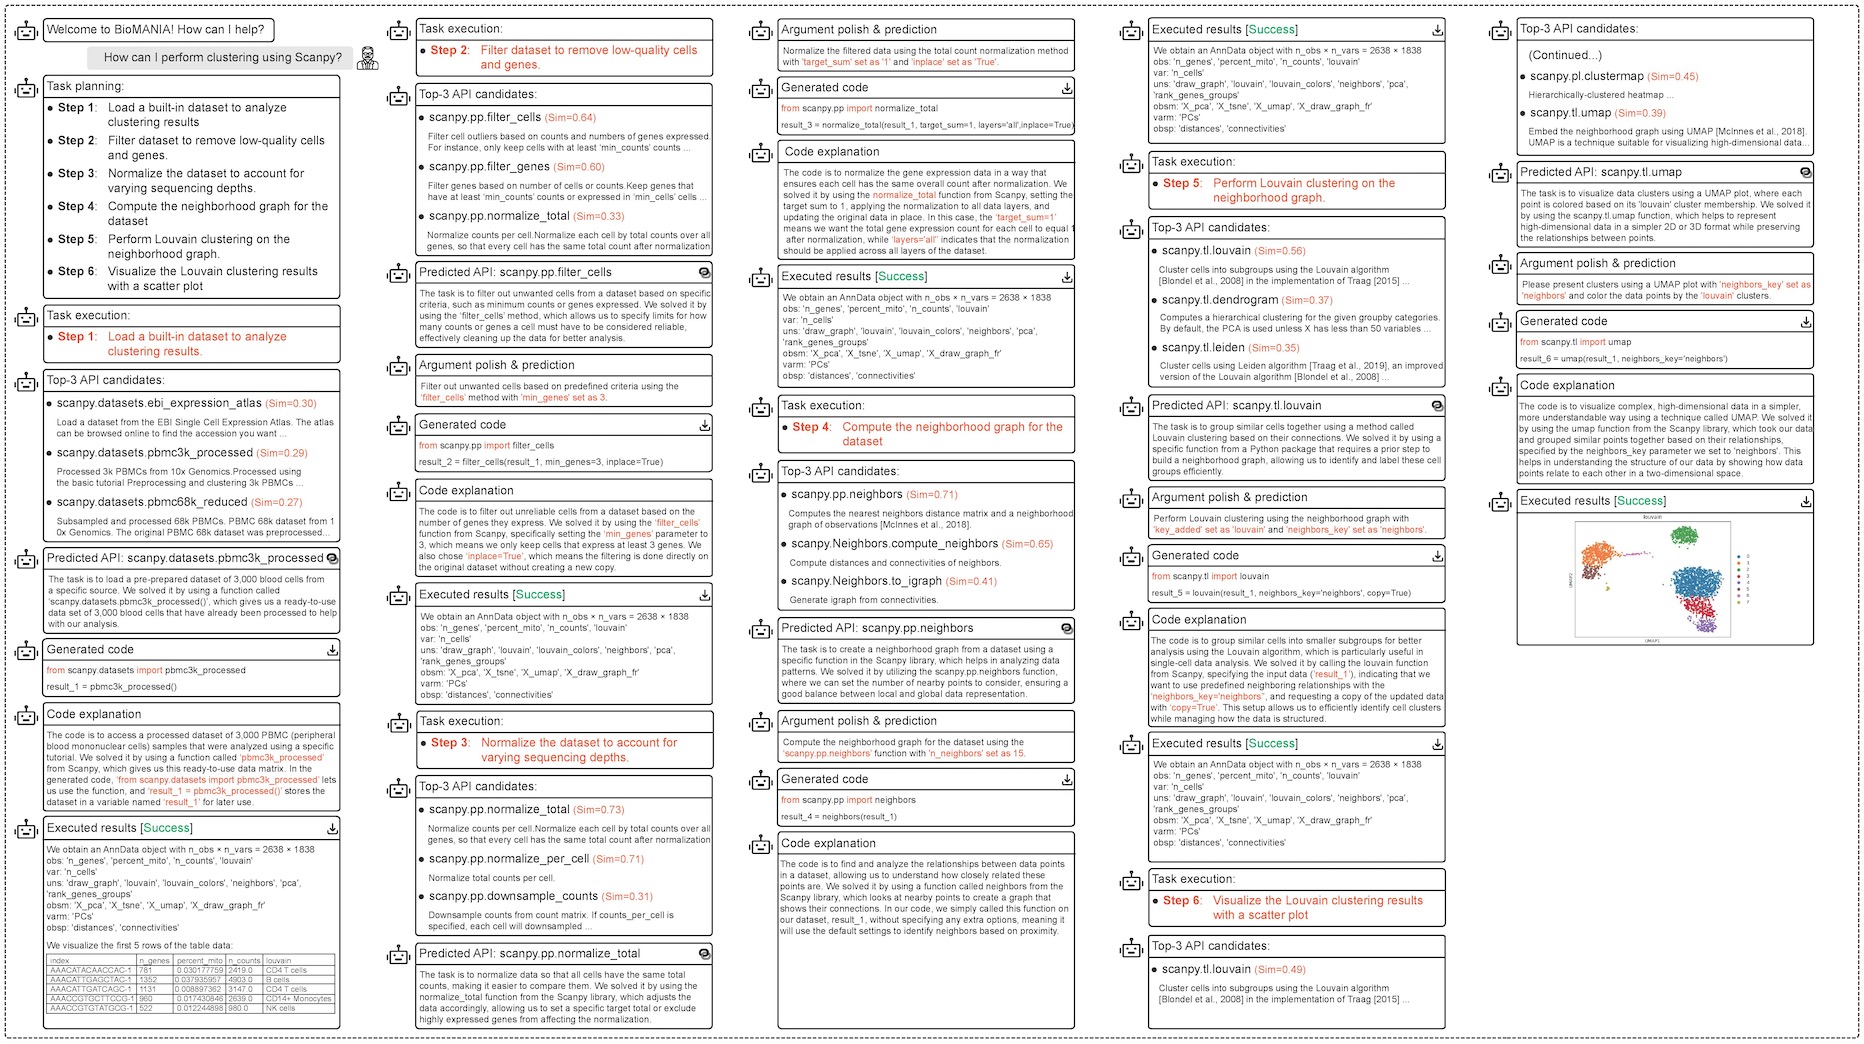 Welcome to BioMANIA! How can I help?
How can I perform clustering using Scanpy?
Task planning:
Step 1: Load a built-in dataset to analyze
clustering results
Step 2: Filter dataset to remove low-quality cells
and genes.
Step 3: Normalize the dataset to account for
varying sequencing depths.
Step 4: Compute the neighborhood graph for the
dataset
Step 5: Perform Louvain clustering on the
neighborhood graph.
Step 6: Visualize the Louvain clustering results
with a scatter plot
Task execution:
Step 1: Load a built-in dataset to analyze
clustering results.
Top-3 API candidates:
scanpy.datasets.ebi_expression_atlas (Sim=0.30)
Load a dataset from the EBI Single Cell Expression Atlas. The atlas
can be browsed online to find the accession you want ...
scanpy.datasets.pbmc3k_processed (Sim=0.29)
Processed 3k PBMCs from 10x Genomics.Processed using
the basic tutorial Preprocessing and clustering 3k PBMCs ...
scanpy.datasets.pbmc68k_reduced (Sim=0.27)
Subsampled and processed 68k PBMCs. PBMC 68k dataset from 1
0x Genomics. The original PBMC 68k dataset was preprocessed...
Predicted API: scanpy.datasets.pbmc3k_processed
The task is to load a pre-prepared dataset of 3,000 blood cells from
a specific source. We solved it by using a function called
'scanpy.datasets.pbmc3k_processed()', which gives us a ready-to-use
data set of 3,000 blood cells that have already been processed to help
with our analysis.
Generated code
from scanpy.datasets import pbmc3k_processed
result_1 = pbmc3k_processed()
Code explanation
The code is to access a processed dataset of 3,000 PBMC (peripheral
blood mononuclear cells) samples that were analyzed using a specific
tutorial. We solved it by using a function called 'pbmc3k_processed'
from Scanpy, which gives us this ready-to-use data matrix. In the
generated code, 'from scanpy.datasets import pbmc3k_processed' lets
us use the function, and 'result_1 = pbmc3k_processed()' stores the
dataset in a variable named 'result_1' for later use.
Executed results [Success]
We obtain an AnnData object with n_obs × n_vars = 2638 × 1838
obs: 'n_genes', 'percent_mito', 'n_counts', 'louvain'
var: 'n_cells'
uns: 'draw_graph', 'louvain', 'louvain_colors', 'neighbors', 'pca',
'rank_genes_groups'
obsm: 'X_pca', 'X_tsne', 'X_umap', 'X_draw_graph_fr'
varm: 'PCs'
obsp: 'distances', 'connectivities'
We visualize the first 5 rows of the table data:
index n_genes percent_mito n_counts louvain
AAACATACAACCAC-1 781 0.030177759 2419.0 CD4 T cells
AAACATTGAGCTAC-1 1352 0.037935957 4903.0 B cells
AAACATTGATCAGC-1 1131 0.008897362 3147.0 CD4 T cells
AAACCGTGCTTCCG-1 960 0.017430846 2639.0 CD14+ Monocytes
AAACCGTGTATGCG-1 522 0.012244898 980.0 NK cells
Task execution:
Step 2: Filter dataset to remove low-quality cells
and genes.
Top-3 API candidates:
scanpy.pp.filter_cells (Sim=0.64)
Filter cell outliers based on counts and numbers of genes expressed.
For instance, only keep cells with at least 'min_counts' counts ...
scanpy.pp.filter_genes (Sim=0.60)
Filter genes based on number of cells or counts.Keep genes that
have at least 'min_counts' counts or expressed in 'min_cells' cells ...
scanpy.pp.normalize_total (Sim=0.33)
Normalize counts per cell.Normalize each cell by total counts over all
genes, so that every cell has the same total count after normalization.
Predicted API: scanpy.pp.filter_cells
The task is to filter out unwanted cells from a dataset based on specific
criteria, such as minimum counts or genes expressed. We solved it by
using the 'filter_cells' method, which allows us to specify limits for how
many counts or genes a cell must have to be considered reliable,
effectively cleaning up the data for better analysis.
Argument polish & prediction
Filter out unwanted cells based on predefined criteria using the
'filter_cells' method with 'min_genes' set as 3.
Generated code
from scanpy.pp import filter_cells
result_2 = filter_cells(result_1, min_genes=3, inplace=True)
Code explanation
The code is to filter out unreliable cells from a dataset based on the
number of genes they express. We solved it by using the 'filter_cells'
function from Scanpy, specifically setting the 'min_genes' parameter to
3, which means we only keep cells that express at least 3 genes. We
also chose 'inplace=True', which means the filtering is done directly on
the original dataset without creating a new copy.
Executed results [Success]
We obtain an AnnData object with n_obs × n_vars = 2638 × 1838
obs: 'n_genes', 'percent_mito', 'n_counts', 'louvain'
var: 'n_cells'
uns: 'draw_graph', 'louvain', 'louvain_colors', 'neighbors', 'pca',
'rank_genes_groups'
obsm: 'X_pca', 'X_tsne', 'X_umap', 'X_draw_graph_fr'
varm: 'PCs'
obsp: 'distances', 'connectivities'
Task execution:
Step 3: Normalize the dataset to account for
varying sequencing depths.
Top-3 API candidates:
scanpy.pp.normalize_total (Sim=0.73)
Normalize counts per cell.Normalize each cell by total counts over all
genes, so that every cell has the same total count after normalization
scanpy.pp.normalize_per_cell (Sim=0.71)
Normalize total counts per cell.
scanpy.pp.downsample_counts (Sim=0.31)
Downsample counts from count matrix. If counts_per_cell is
specified, each cell will downsampled ...
Predicted API: scanpy.pp.normalize_total
The task is to normalize data so that all cells have the same total
counts, making it easier to compare them. We solved it by using the
normalize_total function from the Scanpy library, which adjusts the
data accordingly, allowing us to set a specific target total or exclude
highly expressed genes from affecting the normalization.
Argument polish & prediction
Normalize the filtered data using the total count normalization method
with 'target_sum' set as '1' and 'inplace' set as 'True'.
Generated code
from scanpy.pp import normalize_total
result_3 = normalize_total(result_1, target_sum=1, layers='all',inplace=True)
Code explanation
The code is to normalize the gene expression data in a way that
ensures each cell has the same overall count after normalization. We
solved it by using the normalize_total function from Scanpy, setting the
target sum to 1, applying the normalization to all data layers, and
updating the original data in place. In this case, the 'target_sum=1'
means we want the total gene expression count for each cell to equal 1
after normalization, while 'layers='all'' indicates that the normalization
should be applied across all layers of the dataset.
Executed results [Success]
We obtain an AnnData object with n_obs × n_vars = 2638 × 1838
obs: 'n_genes', 'percent_mito', 'n_counts', 'louvain'
var: 'n_cells'
uns: 'draw_graph', 'louvain', 'louvain_colors', 'neighbors', 'pca',
'rank_genes_groups'
obsm: 'X_pca', 'X_tsne', 'X_umap', 'X_draw_graph_fr'
varm: 'PCs'
obsp: 'distances', 'connectivities'
Task execution:
Step 4: Compute the neighborhood graph for the
dataset
Top-3 API candidates:
scanpy.pp.neighbors (Sim=0.71)
Computes the nearest neighbors distance matrix and a neighborhood
graph of observations [McInnes et al., 2018].
scanpy.Neighbors.compute_neighbors (Sim=0.65)
Compute distances and connectivities of neighbors.
scanpy.Neighbors.to_igraph (Sim=0.41)
Generate igraph from connectivities.
Predicted API: scanpy.pp.neighbors
The task is to create a neighborhood graph from a dataset using a
specific function in the Scanpy library, which helps in analyzing data
patterns. We solved it by utilizing the scanpy.pp.neighbors function,
where we can set the number of nearby points to consider, ensuring a
good balance between local and global data representation.
Argument polish & prediction
Compute the neighborhood graph for the dataset using the
'scanpy.pp.neighbors' function with 'n_neighbors' set as 15.
Generated code
from scanpy.pp import neighbors
result_4 = neighbors(result_1)
Code explanation
The code is to find and analyze the relationships between data points
in a dataset, allowing us to understand how closely related these
points are. We solved it by using a function called neighbors from the
Scanpy library, which looks at nearby points to create a graph that
shows their connections. In our code, we simply called this function on
our dataset, result_1, without specifying any extra options, meaning it
will use the default settings to identify neighbors based on proximity.
Executed results [Success]
We obtain an AnnData object with n_obs × n_vars = 2638 × 1838
obs: 'n_genes', 'percent_mito', 'n_counts', 'louvain'
var: 'n_cells'
uns: 'draw_graph', 'louvain', 'louvain_colors', 'neighbors', 'pca',
'rank_genes_groups'
obsm: 'X_pca', 'X_tsne', 'X_umap', 'X_draw_graph_fr'
varm: 'PCs'
obsp: 'distances', 'connectivities'
Task execution:
Step 5: Perform Louvain clustering on the
neighborhood graph.
Top-3 API candidates:
scanpy.tl.louvain (Sim=0.56)
Cluster cells into subgroups using the Louvain algorithm
[Blondel et al., 2008] in the implementation of Traag [2015] ...
scanpy.tl.dendrogram (Sim=0.37)
Computes a hierarchical clustering for the given groupby categories.
By default, the PCA is used unless X has less than 50 variables ...
scanpy.tl.leiden (Sim=0.35)
Cluster cells using Leiden algorithm [Traag et al., 2019], an improved
version of the Louvain algorithm [Blondel et al., 2008] ...
Predicted API: scanpy.tl.louvain
The task is to group similar cells together using a method called
Louvain clustering based on their connections. We solved it by using a
specific function from a Python package that requires a prior step to
build a neighborhood graph, allowing us to identify and label these cell
groups efficiently.
Argument polish & prediction
Perform Louvain clustering using the neighborhood graph with
'key_added' set as 'louvain' and 'neighbors_key' set as 'neighbors'.
Generated code
from scanpy.tl import louvain
result_5 = louvain(result_1, neighbors_key='neighbors', copy=True)
Code explanation
The code is to group similar cells into smaller subgroups for better
analysis using the Louvain algorithm, which is particularly useful in
single-cell data analysis. We solved it by calling the louvain function
from Scanpy, specifying the input data ('result_1'), indicating that we
want to use predefined neighboring relationships with the
'neighbors_key='neighbors'', and requesting a copy of the updated data
with 'copy=True'. This setup allows us to efficiently identify cell clusters
while managing how the data is structured.
Executed results [Success]
We obtain an AnnData object with n_obs × n_vars = 2638 × 1838
obs: 'n_genes', 'percent_mito', 'n_counts', 'louvain'
var: 'n_cells'
uns: 'draw_graph', 'louvain', 'louvain_colors', 'neighbors', 'pca',
'rank_genes_groups'
obsm: 'X_pca', 'X_tsne', 'X_umap', 'X_draw_graph_fr'
varm: 'PCs'
obsp: 'distances', 'connectivities'
Task execution:
Step 6: Visualize the Louvain clustering results
with a scatter plot
Top-3 API candidates:
scanpy.tl.louvain (Sim=0.49)
Cluster cells into subgroups using the Louvain algorithm
[Blondel et al., 2008] in the implementation of Traag [2015] ...
Top-3 API candidates:
(Continued...)
scanpy.pl.clustermap (Sim=0.45)
Hierarchically-clustered heatmap ...
scanpy.tl.umap (Sim=0.39)
Embed the neighborhood graph using UMAP [McInnes et al., 2018].
UMAP is a technique suitable for visualizing high-dimensional data...
Predicted API: scanpy.tl.umap
The task is to visualize data clusters using a UMAP plot, where each
point is colored based on its 'louvain' cluster membership. We solved it
by using the scanpy.tl.umap function, which helps to represent
high-dimensional data in a simpler 2D or 3D format while preserving
the relationships between points.
Argument polish & prediction
Please present clusters using a UMAP plot with 'neighbors_key' set as
'neighbors' and color the data points by the 'louvain' clusters.
Generated code
from scanpy.tl import umap
result_6 = umap(result_1, neighbors_key='neighbors')
Code explanation
The code is to visualize complex, high-dimensional data in a simpler,
more understandable way using a technique called UMAP. We solved it
by using the umap function from the Scanpy library, which took our data
and grouped similar points together based on their relationships,
specified by the neighbors_key parameter we set to 'neighbors'. This
helps in understanding the structure of our data by showing how data
points relate to each other in a two-dimensional space.
Executed results [Success]
louvain
UMAP2
UMAP1
0
1
2
3
4
5
6
7